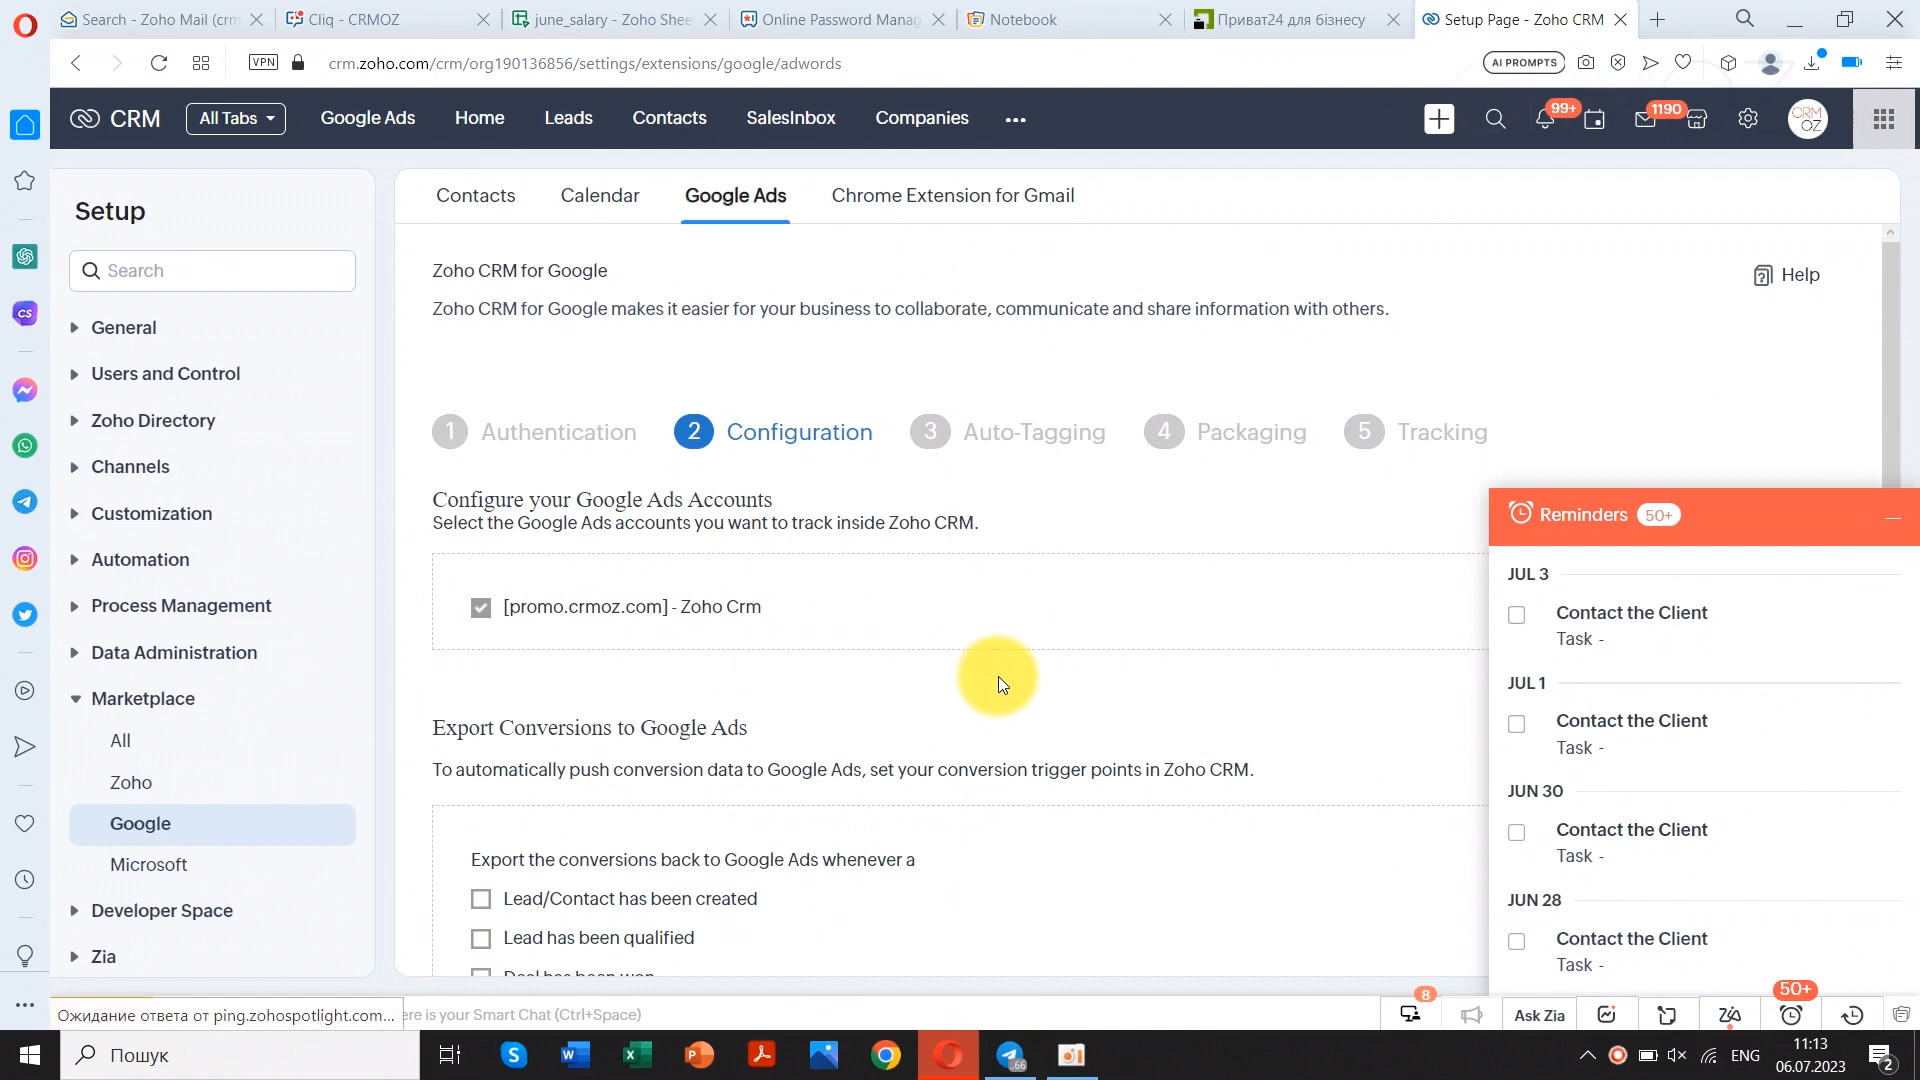 Search - Zoho Mail (crm
Cliq - CRMOZ
june_salary - Zoho Shee
Online Password Manag
Notebook
Приват24 для бізнесу
Setup Page - Zoho CRM
VPN
crm.zoho.com/crm/org190136856/settings/extensions/google/adwords
AI PROMPTS
CRM
All Tabs
Google Ads
Home
Leads
Contacts
SalesInbox
Companies
99+
1190
CRM
OZ
Setup
Search
General
Users and Control
Zoho Directory
Channels
Customization
Automation
Process Management
Data Administration
Marketplace
All
Zoho
Google
Microsoft
Developer Space
Zia
Contacts
Calendar
Google Ads
Chrome Extension for Gmail
Zoho CRM for Google
Help
Zoho CRM for Google makes it easier for your business to collaborate, communicate and share information with others.
1 Authentication
2 Configuration
3 Auto-Tagging
4 Packaging
5 Tracking
Configure your Google Ads Accounts
Select the Google Ads accounts you want to track inside Zoho CRM.
[promo.crmoz.com] - Zoho Crm
Export Conversions to Google Ads
To automatically push conversion data to Google Ads, set your conversion trigger points in Zoho CRM.
Export the conversions back to Google Ads whenever a
Lead/Contact has been created
Lead has been qualified
Deal has been won
Reminders 50+
JUL 3
Contact the Client
Task -
JUL 1
Contact the Client
Task -
JUN 30
Contact the Client
Task -
JUN 28
Contact the Client
Task -
Ожидание ответа от ping.zohospotlight.com...
ere is your Smart Chat (Ctrl+Space)
8
Ask Zia
50+
Пошук
66
ENG
11:13
06.07.2023
2
CS